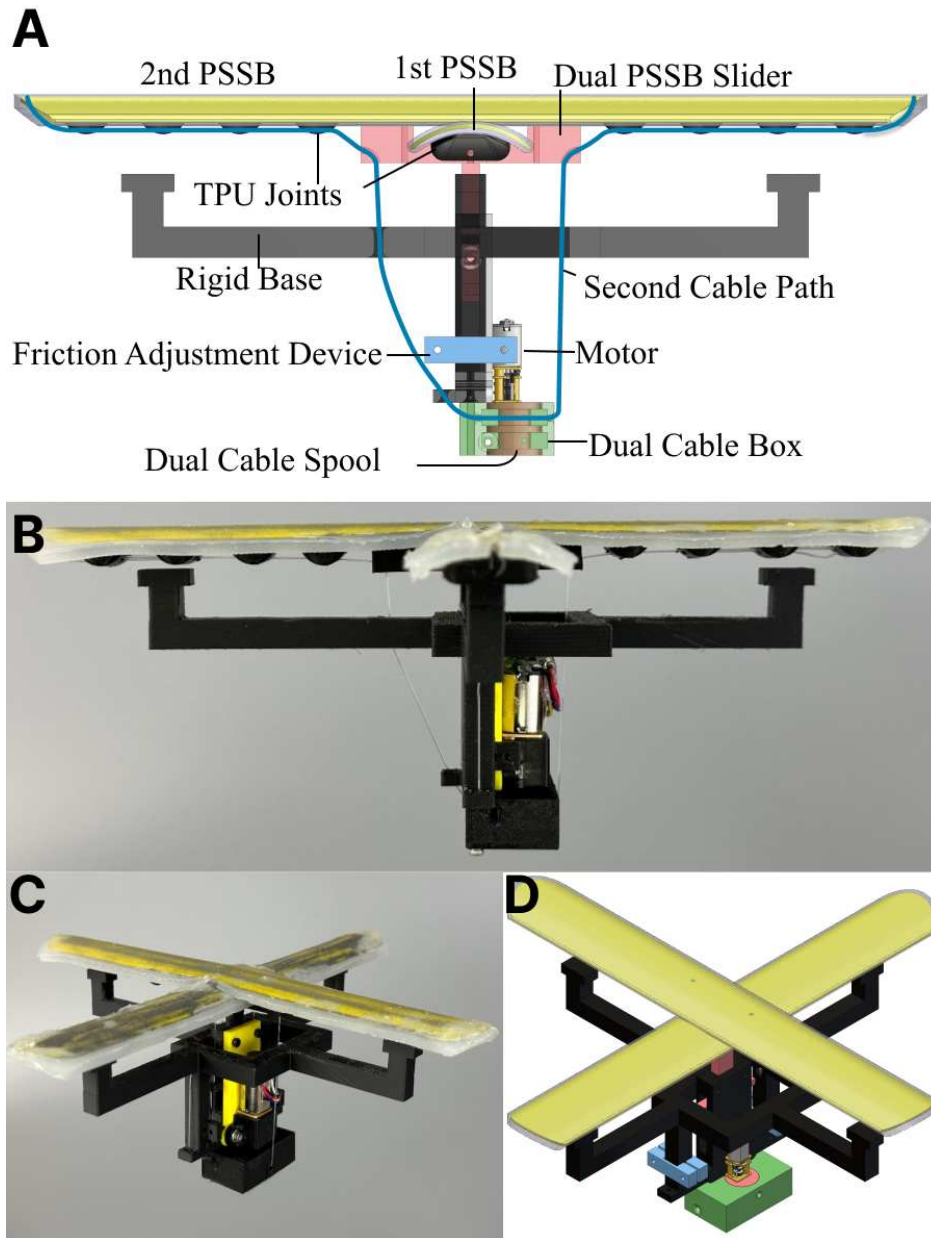 A
2nd PSSB
1st PSSB
Dual PSSB Slider
TPU Joints
Rigid Base
Second Cable Path
Friction Adjustment Device
Motor
Dual Cable Spool
Dual Cable Box
B
C
D